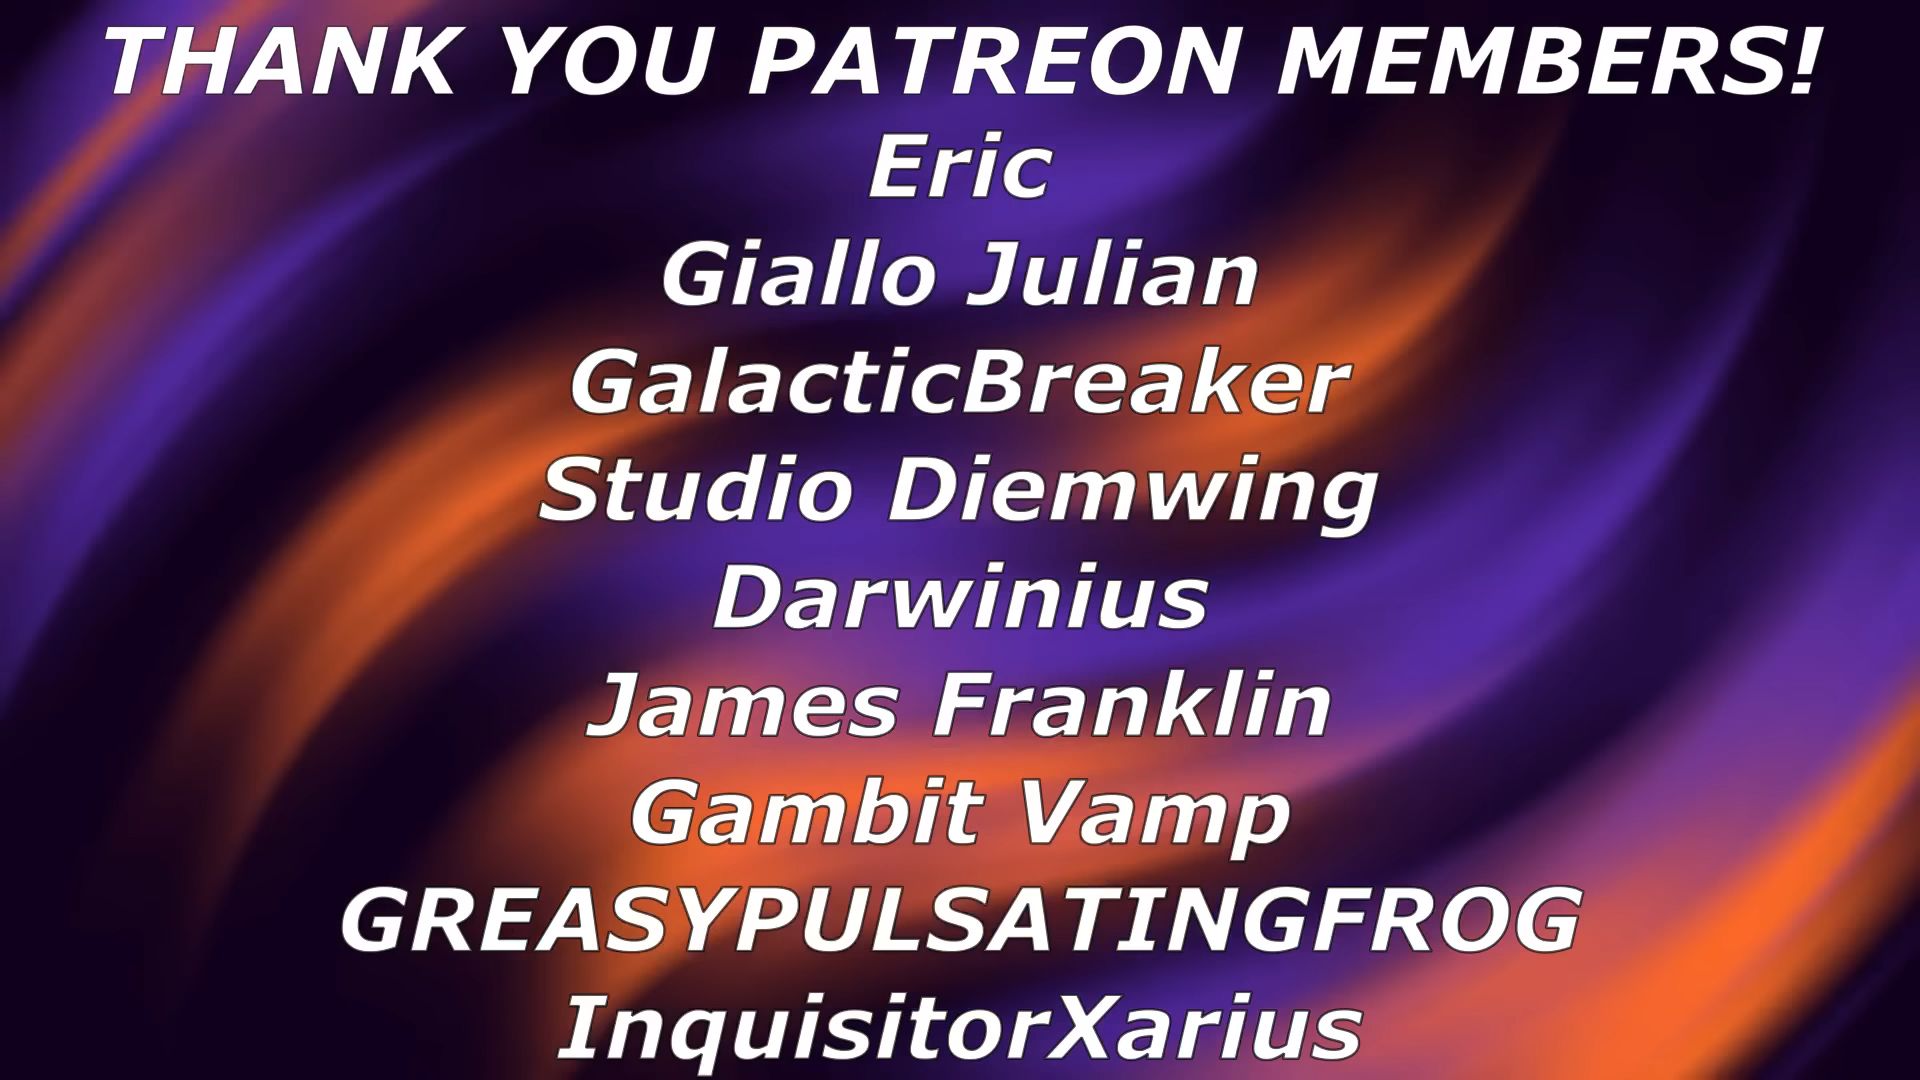 THANK YOU PATREON MEMBERS!
Eric
Giallo Julian
GalacticBreaker
Studio Diemwing
Darwinius
James Franklin
Gambit Vamp
GREASYPULSATINGFROG
InquisitorXarius